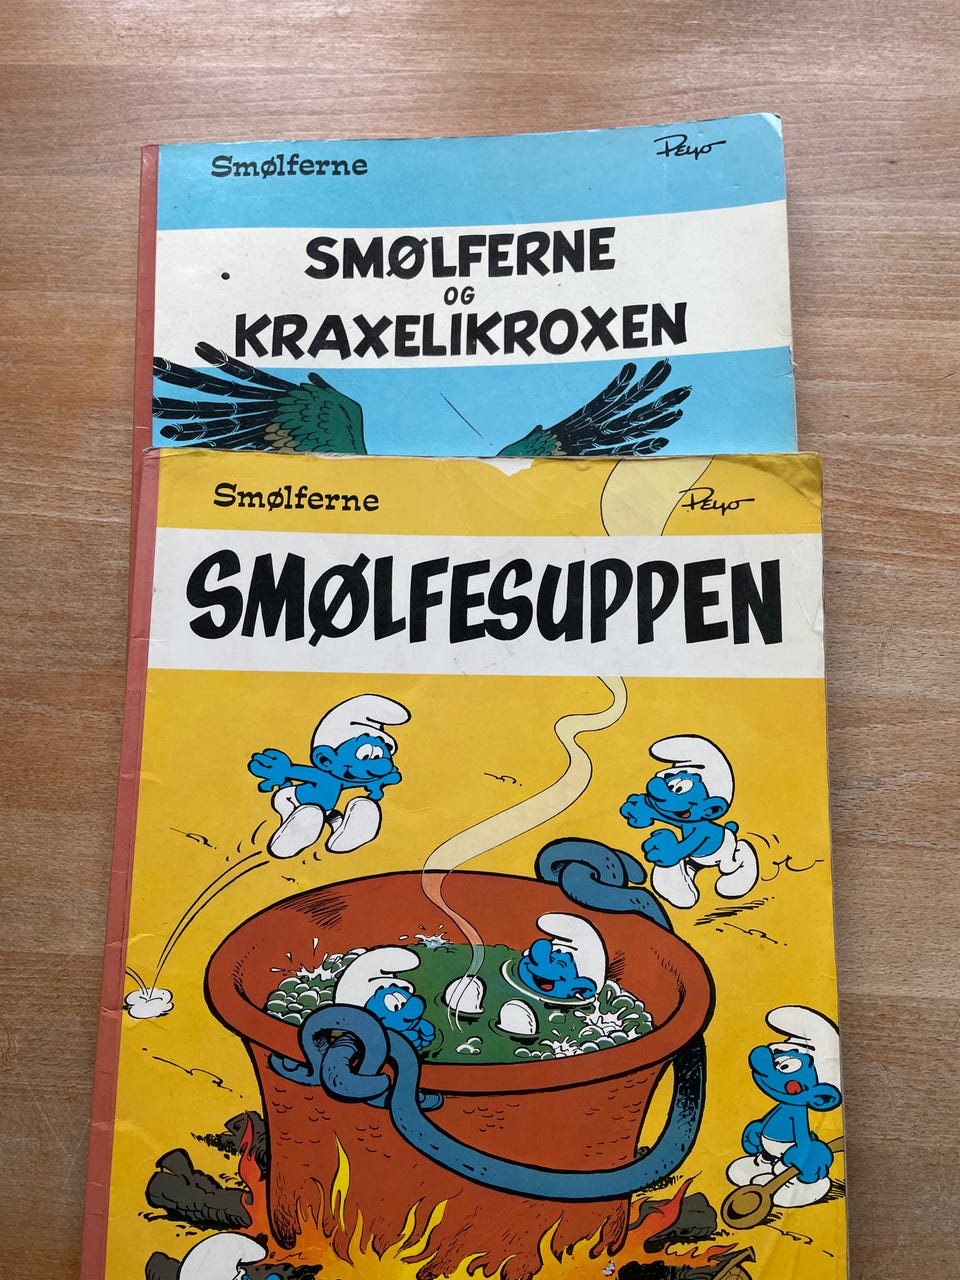 Smølferne
Peyo
SMØLFERNE
OG
KRAXELIKROXEN
Smølferne
Peyo
SMØLFESUPPEN